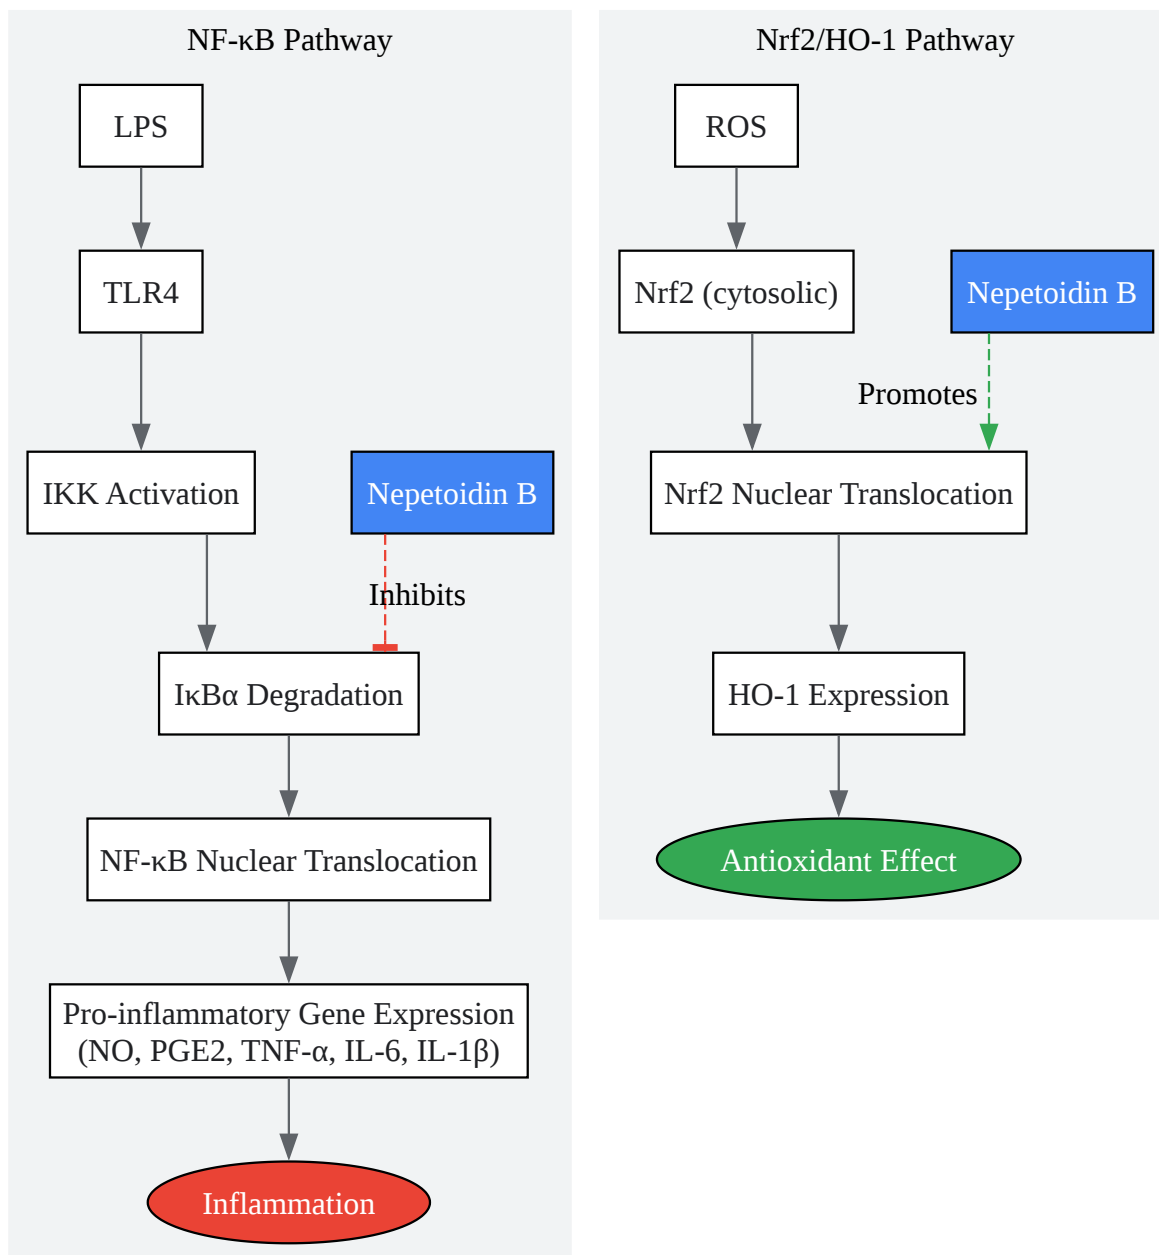 NF-κB Pathway
LPS
TLR4
IKK Activation
Nepetoidin B
Inhibits
IκBα Degradation
NF-κB Nuclear Translocation
Pro-inflammatory Gene Expression
(NO, PGE2, TNF-α, IL-6, IL-1β)
Inflammation
Nrf2/HO-1 Pathway
ROS
Nrf2 (cytosolic)
Nepetoidin B
Promotes
Nrf2 Nuclear Translocation
HO-1 Expression
Antioxidant Effect